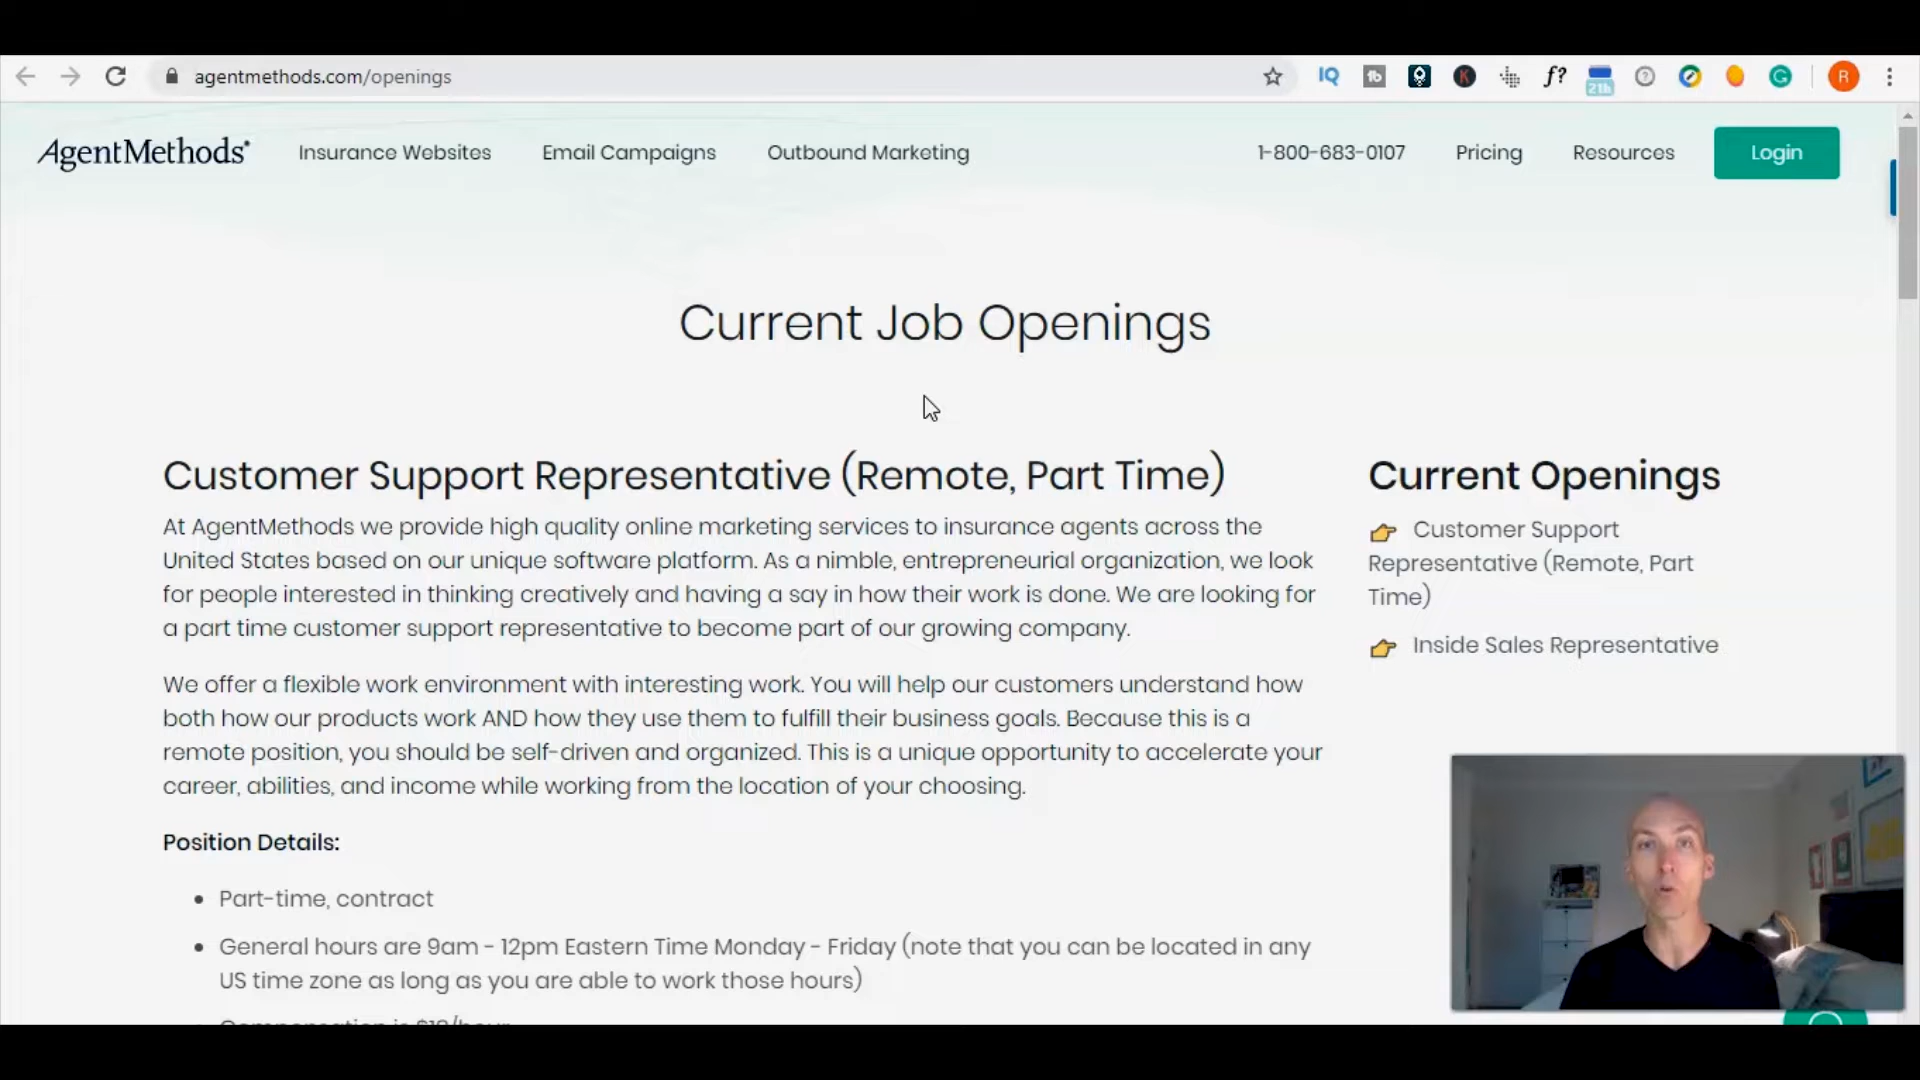 agentmethods.com/openings
21h
R
AgentMethods
Insurance Websites
Email Campaigns
Outbound Marketing
1-800-683-0107
Pricing
Resources
Login
Current Job Openings
Customer Support Representative (Remote, Part Time)
At AgentMethods we provide high quality online marketing services to insurance agents across the
United States based on our unique software platform. As a nimble, entrepreneurial organization, we look
for people interested in thinking creatively and having a say in how their work is done. We are looking for
a part time customer support representative to become part of our growing company.
We offer a flexible work environment with interesting work. You will help our customers understand how
both how our products work AND how they use them to fulfill their business goals. Because this is a
remote position, you should be self-driven and organized. This is a unique opportunity to accelerate your
career, abilities, and income while working from the location of your choosing.
Position Details:
Part-time, contract
General hours are 9am - 12pm Eastern Time Monday - Friday (note that you can be located in any
US time zone as long as you are able to work those hours)
Current Openings
Customer Support
Representative (Remote, Part
Time)
Inside Sales Representative